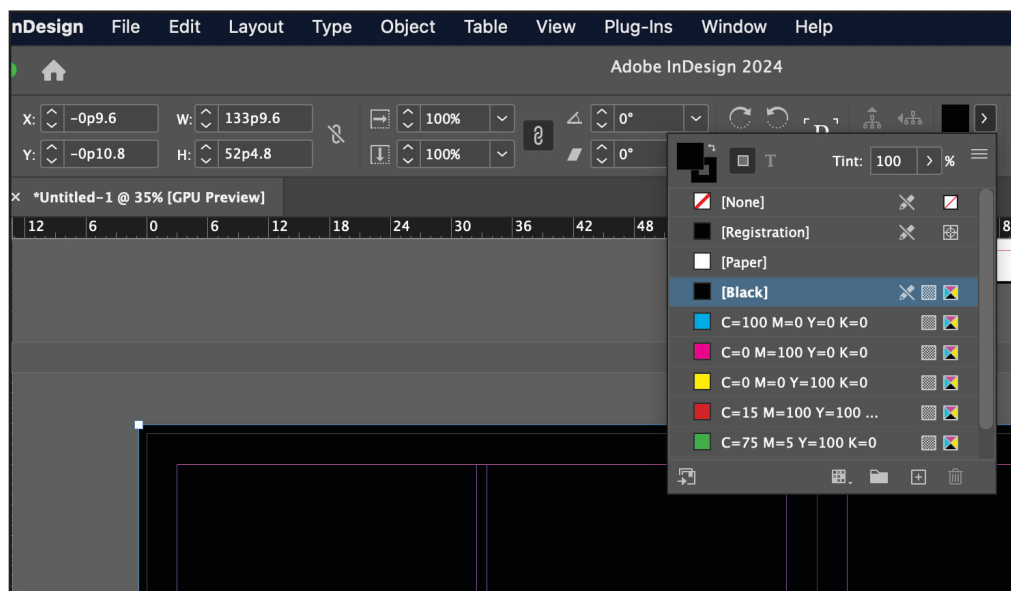 nDesign File Edit Layout Type Object Table View Plug-Ins Window Help
Adobe InDesign 2024
X: -0p9.6 W: 133p9.6 100% 0°
Y: -0p10.8 H: 52p4.8 100% 0°
P
Tint: 100 %
T
× *Untitled-1 @ 35% [GPU Preview]
12 6 0 6 12 18 24 30 36 42 48 8
[None]
[Registration]
[Paper]
[Black]
C=100 M=0 Y=0 K=0
C=0 M=100 Y=0 K=0
C=0 M=0 Y=100 K=0
C=15 M=100 Y=100 ...
C=75 M=5 Y=100 K=0